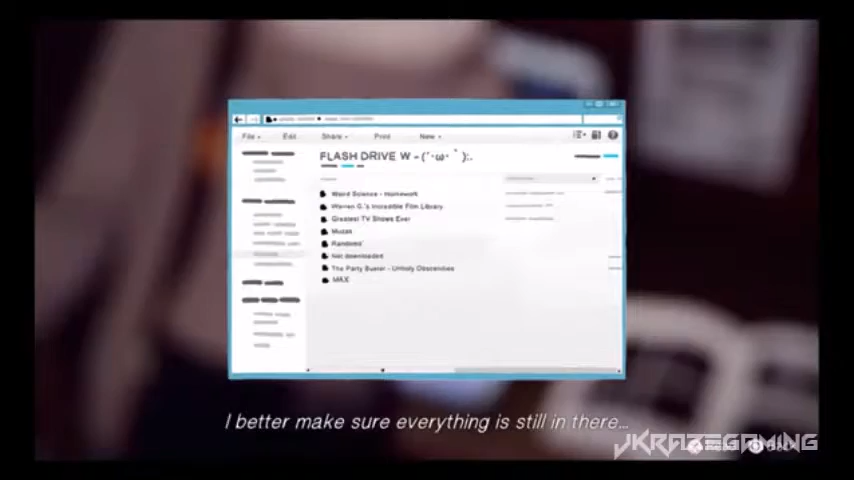 File Edit Share Print New
FLASH DRIVE W - (´･ω･`):.
Weird Science - Homework
Warren G.'s Incredible Film Library
Greatest TV Shows Ever
Muzak
Randoms
Not downloaded
The Party Buster - Unholy Obscenities
MAX
I better make sure everything is still in there...
JKRAZEGAMING